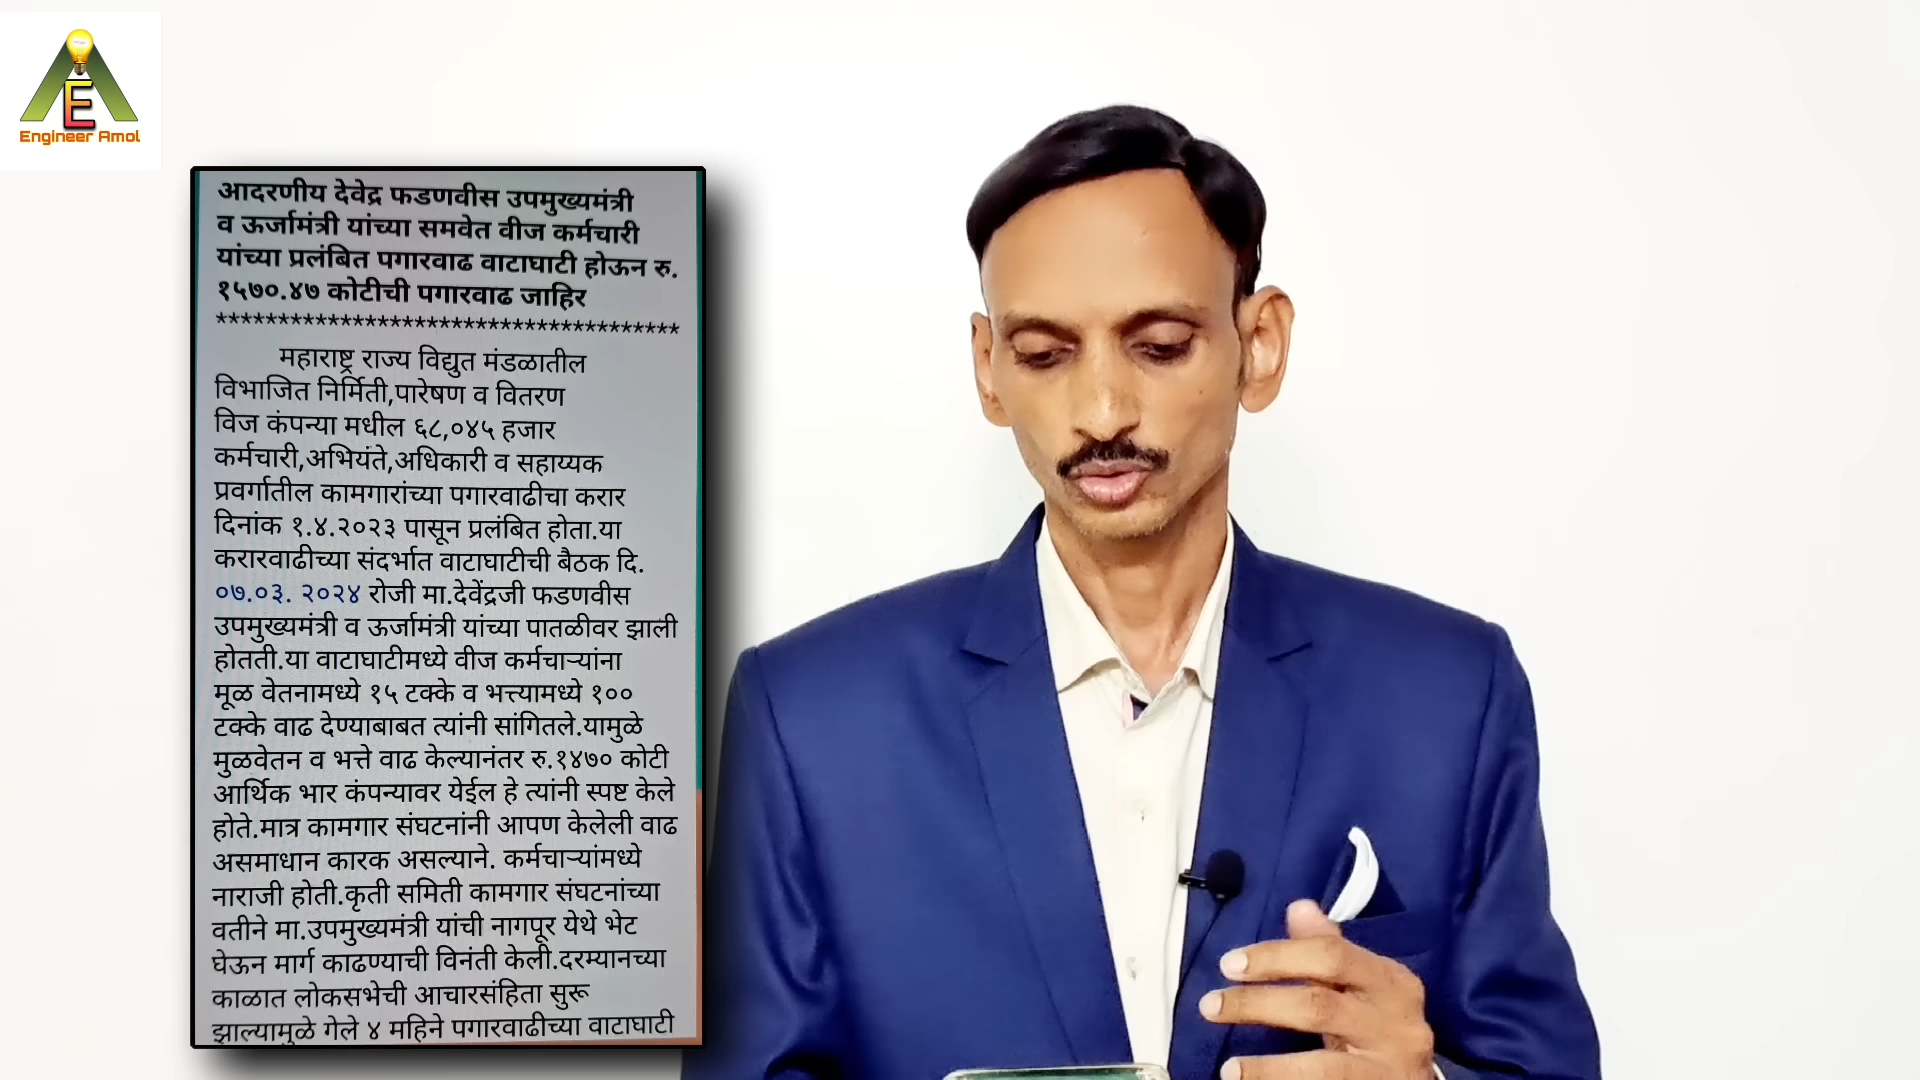 E
Engineer Amol
आदरणीय देवेद्र फडणवीस उपमुख्यमंत्री
व ऊर्जामंत्री यांच्या समवेत वीज कर्मचारी
यांच्या प्रलंबित पगारवाढ वाटाघाटी होऊन रु.
१५७०.४७ कोटीची पगारवाढ जाहिर
***************************************
महाराष्ट्र राज्य विद्युत मंडळातील
विभाजित निर्मिती,पारेषण व वितरण
विज कंपन्या मधील ६८,०४५ हजार
कर्मचारी,अभियंते,अधिकारी व सहाय्यक
प्रवर्गातील कामगारांच्या पगारवाढीचा करार
दिनांक १.४.२०२३ पासून प्रलंबित होता.या
करारवाढीच्या संदर्भात वाटाघाटीची बैठक दि.
०७.०३. २०२४ रोजी मा.देवेंद्रजी फडणवीस
उपमुख्यमंत्री व ऊर्जामंत्री यांच्या पातळीवर झाली
होतती.या वाटाघाटीमध्ये वीज कर्मचाऱ्यांना
मूळ वेतनामध्ये १५ टक्के व भत्त्यामध्ये १००
टक्के वाढ देण्याबाबत त्यांनी सांगितले.यामुळे
मुळवेतन व भत्ते वाढ केल्यानंतर रु.१४७० कोटी
आर्थिक भार कंपन्यावर येईल हे त्यांनी स्पष्ट केले
होते.मात्र कामगार संघटनांनी आपण केलेली वाढ
असमाधान कारक असल्याने. कर्मचाऱ्यांमध्ये
नाराजी होती.कृती समिती कामगार संघटनांच्या
वतीने मा.उपमुख्यमंत्री यांची नागपूर येथे भेट
घेऊन मार्ग काढण्याची विनंती केली.दरम्यानच्या
काळात लोकसभेची आचारसंहिता सुरू
झाल्यामुळे गेले ४ महिने पगारवाढीच्या वाटाघाटी